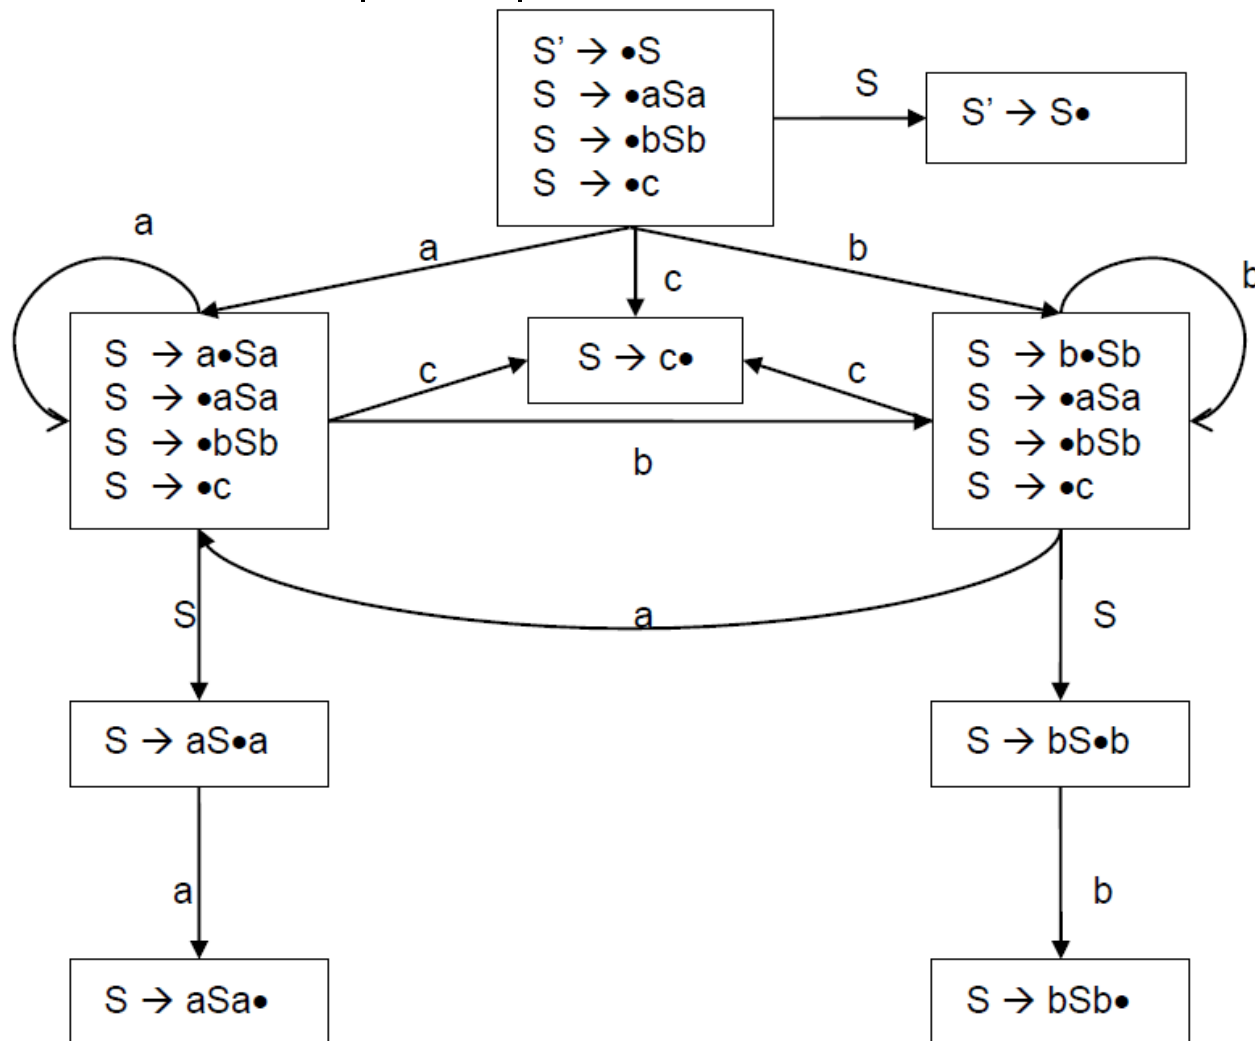 S' → •S
S → •aSa
S → •bSb
S → •c
S
S' → S•
a
a
c
b
b
S → a•Sa
S → •aSa
S → •bSb
S → •c
c
S → c•
c
S → b•Sb
S → •aSa
S → •bSb
S → •c
b
S
a
S
S → aS•a
S → bS•b
a
b
S → aSa•
S → bSb•